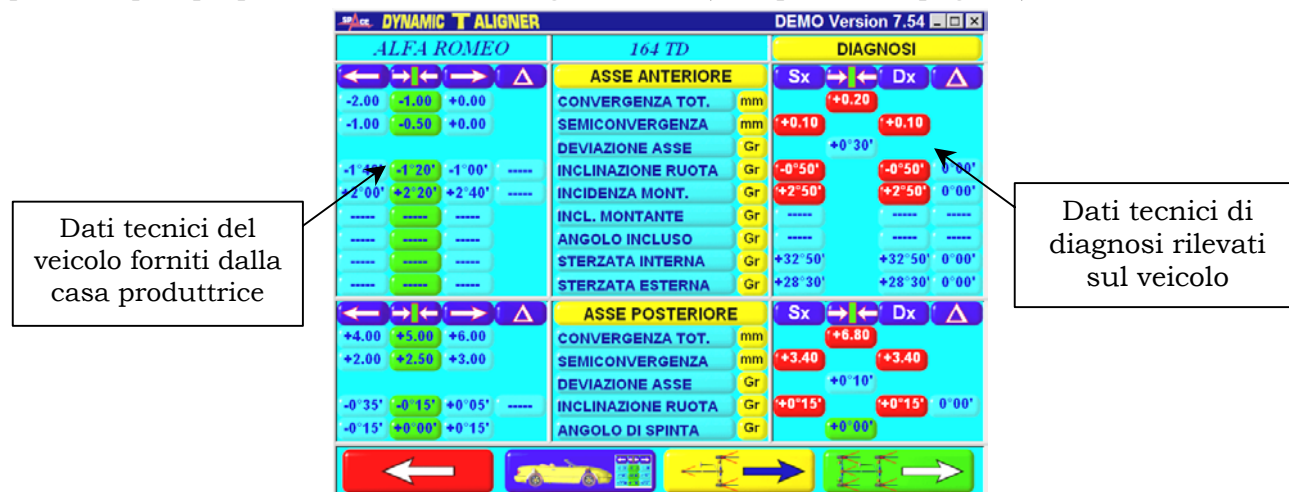 SPACE DYNAMIC T ALIGNER DEMO Version 7.54
ALFA ROMEO 164 TD DIAGNOSI
ASSE ANTERIORE Sx Dx Δ
-2.00 -1.00 +0.00 CONVERGENZA TOT. mm +0.20
-1.00 -0.50 +0.00 SEMICONVERGENZA mm +0.10 +0.10
DEVIAZIONE ASSE Gr +0°30'
-1°20' -1°00' ----- INCLINAZIONE RUOTA Gr -0°50' -0°50' 0°00'
+2°00' +2°20' +2°40' ----- INCIDENZA MONT. Gr +2°50' +2°50' 0°00'
----- ----- ----- INCL. MONTANTE Gr ----- ----- -----
----- ----- ----- ANGOLO INCLUSO Gr ----- ----- -----
----- ----- ----- STERZATA INTERNA Gr +32°50' +32°50' 0°00'
----- ----- ----- STERZATA ESTERNA Gr +28°30' +28°30' 0°00'
ASSE POSTERIORE Sx Dx Δ
+4.00 +5.00 +6.00 CONVERGENZA TOT. mm +6.80
+2.00 +2.50 +3.00 SEMICONVERGENZA mm +3.40 +3.40
DEVIAZIONE ASSE Gr +0°10'
-0°35' -0°15' +0°05' ----- INCLINAZIONE RUOTA Gr +0°15' +0°15' 0°00'
-0°15' +0°00' +0°15' ANGOLO DI SPINTA Gr +0°00'
Dati tecnici del
veicolo forniti dalla
casa produttrice
Dati tecnici di
diagnosi rilevati
sul veicolo